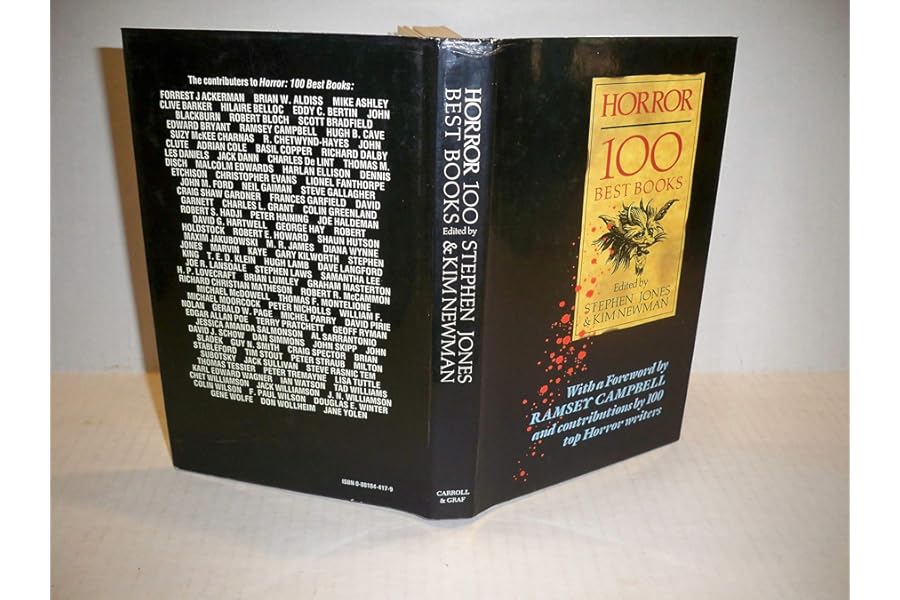 The contributers to Horror: 100 Best Books:
FORREST J ACKERMAN BRIAN W. ALDISS MIKE ASHLEY
CLIVE BARKER HILAIRE BELLOC EDDY C. BERTIN JOHN
BLACKBURN ROBERT BLOCH SCOTT BRADFIELD
EDWARD BRYANT RAMSEY CAMPBELL HUGH B. CAVE
SUZY McKEE CHARNAS R. CHETWYND-HAYES JOHN
CLUTE ADRIAN COLE BASIL COPPER RICHARD DALBY
LES DANIELS JACK DANN CHARLES De LINT THOMAS M.
DISCH MALCOLM EDWARDS HARLAN ELLISON DENNIS
ETCHISON CHRISTOPHER EVANS LIONEL FANTHORPE
JOHN M. FORD NEIL GAIMAN STEVE GALLAGHER
CRAIG SHAW GARDNER FRANCES GARFIELD DAVID
GARNETT CHARLES L. GRANT COLIN GREENLAND
ROBERT S. HADJI PETER HAINING JOE HALDEMAN
DAVID G. HARTWELL GEORGE HAY ROBERT
HOLDSTOCK ROBERT E. HOWARD SHAUN HUTSON
MAXIM JAKUBOWSKI M. R. JAMES DIANA WYNNE
JONES MARVIN KAYE GARY KILWORTH STEPHEN
KING T. E. D. KLEIN HUGH LAMB DAVE LANGFORD
JOE R. LANSDALE STEPHEN LAWS SAMANTHA LEE
H. P. LOVECRAFT BRIAN LUMLEY GRAHAM MASTERTON
RICHARD CHRISTIAN MATHESON ROBERT R. McCAMMON
MICHAEL McDOWELL THOMAS F. MONTELIONE
MICHAEL MOORCOCK PETER NICHOLLS WILLIAM F.
NOLAN GERALD W. PAGE MICHEL PARRY DAVID PIRIE
EDGAR ALLAN POE TERRY PRATCHETT GEOFF RYMAN
JESSICA AMANDA SALMONSON AL SARRANTONIO
DAVID J. SCHOW DAN SIMMONS JOHN SKIPP JOHN
SLADEK GUY N. SMITH CRAIG SPECTOR BRIAN
STABLEFORD TIM STOUT PETER STRAUB MILTON
SUBOTSKY JACK SULLIVAN STEVE RASNIC TEM
THOMAS TESSIER PETER TREMAYNE LISA TUTTLE
KARL EDWARD WAGNER IAN WATSON TAD WILLIAMS
CHET WILLIAMSON JACK WILLIAMSON J. N. WILLIAMSON
COLIN WILSON F. PAUL WILSON DOUGLAS E. WINTER
GENE WOLFE DON WOLLHEIM JANE YOLEN
ISBN 0-88184-417-9
HORROR 100
BEST BOOKS
Edited by
STEPHEN JONES
& KIM NEWMAN
CARROLL
& GRAF
HORROR
100
BEST BOOKS
Edited by
STEPHEN JONES
& KIM NEWMAN
With a Foreword by
RAMSEY CAMPBELL
and contributions by 100
top Horror writers